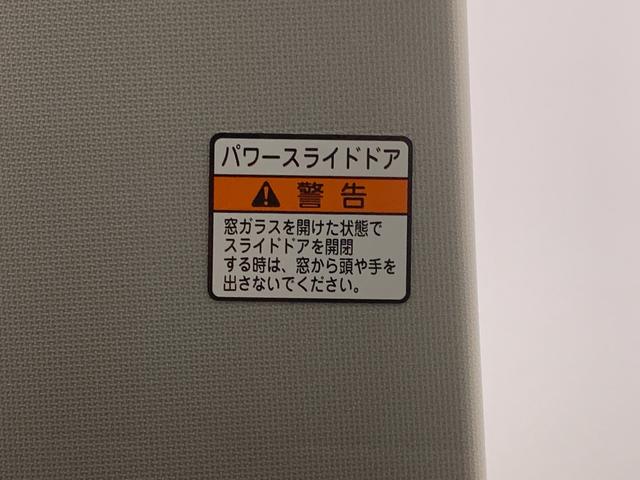 パワースライドドア
警告
窓ガラスを開けた状態で
スライドドアを開閉
する時は、窓から頭や手を
出さないでください。